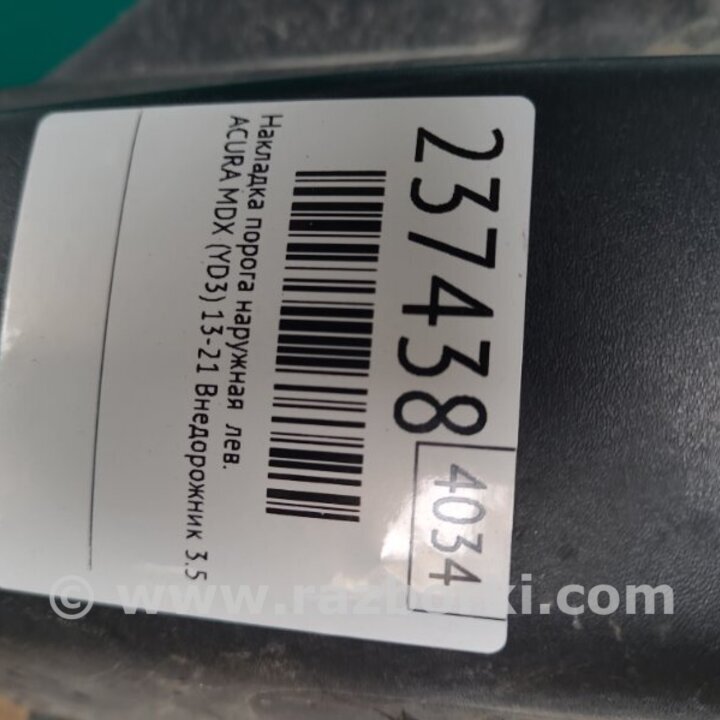 237438
4034
Накладка порога наружная лев.
ACURA MDX (YD3) 13-21 Внедорожник 3.5
© www.razborki.com